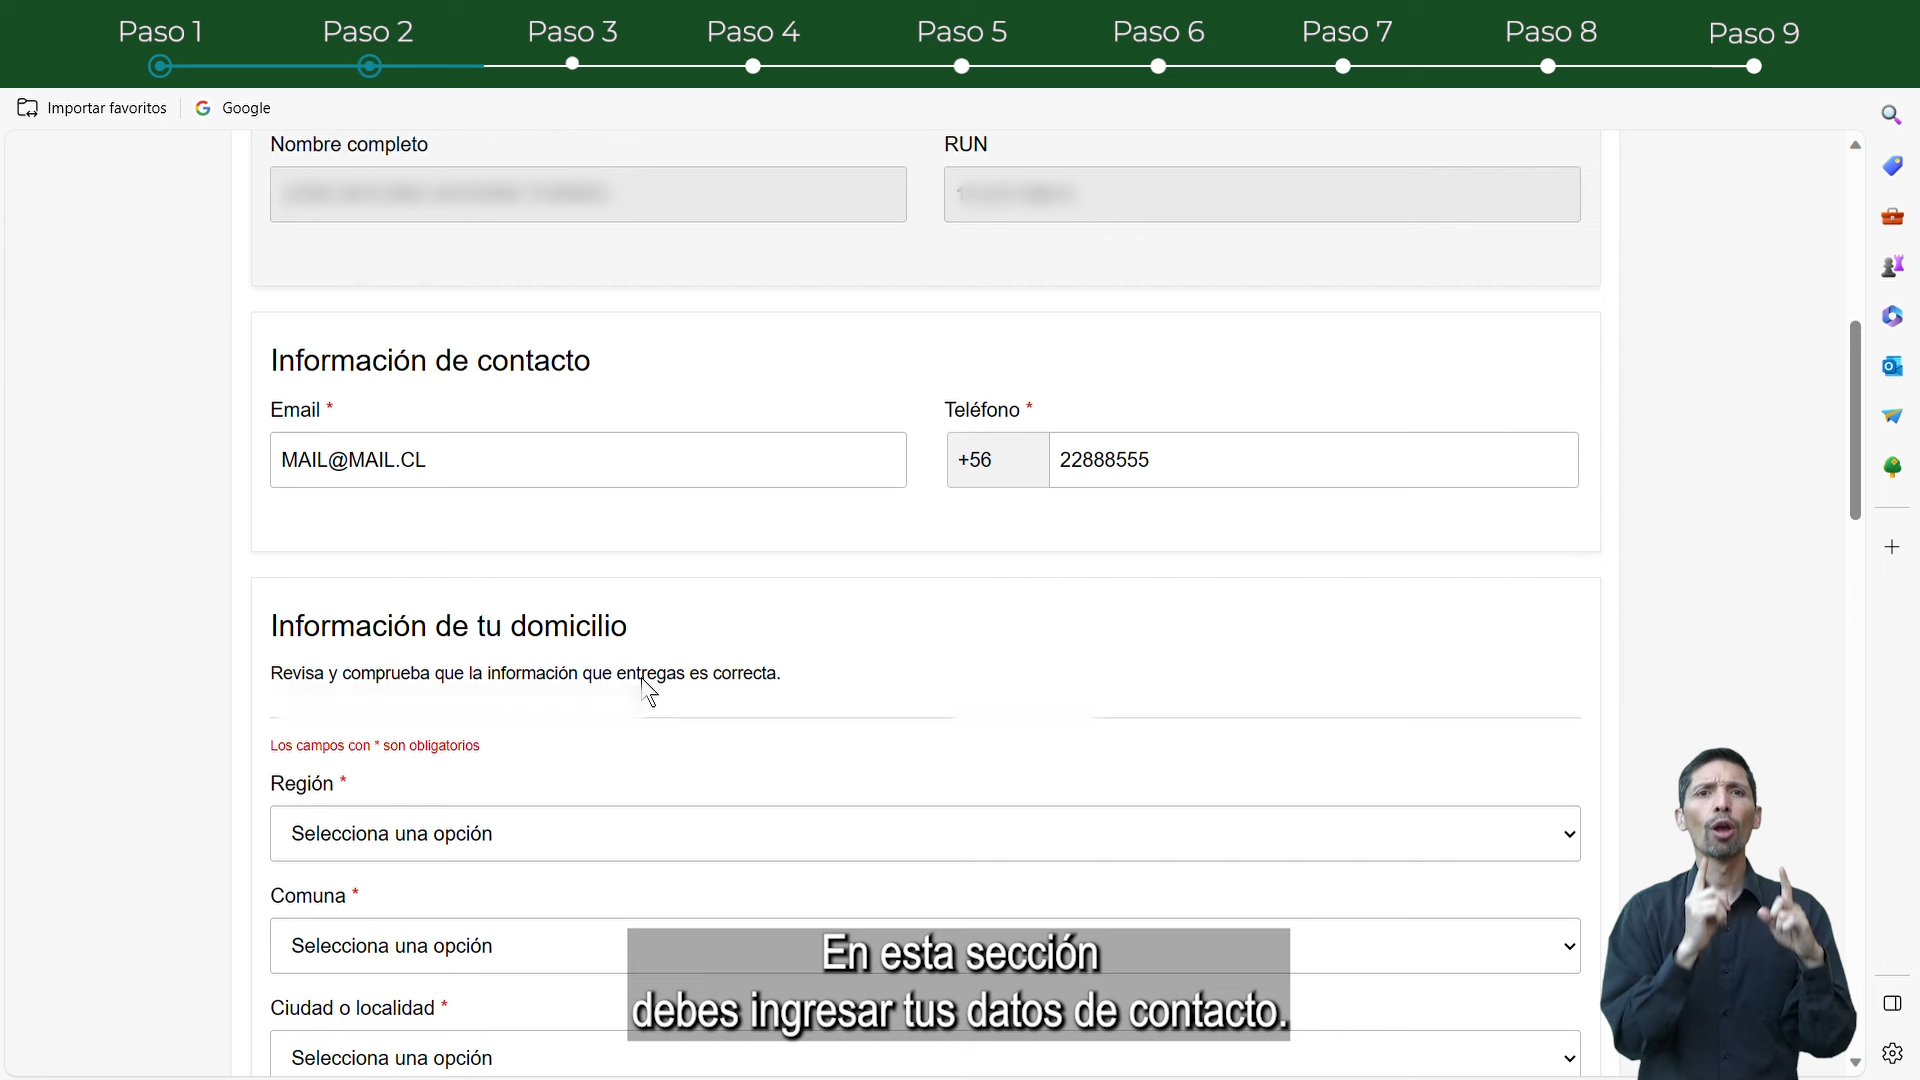 Paso 1 Paso 2 Paso 3 Paso 4 Paso 5 Paso 6 Paso 7 Paso 8 Paso 9
Importar favoritos Google
Nombre completo RUN
Información de contacto
Email * Teléfono *
MAIL@MAIL.CL +56 22888555
Información de tu domicilio
Revisa y comprueba que la información que entregas es correcta.
Los campos con * son obligatorios
Región *
Selecciona una opción
Comuna *
Selecciona una opción
Ciudad o localidad *
Selecciona una opción
En esta sección
debes ingresar tus datos de contacto.